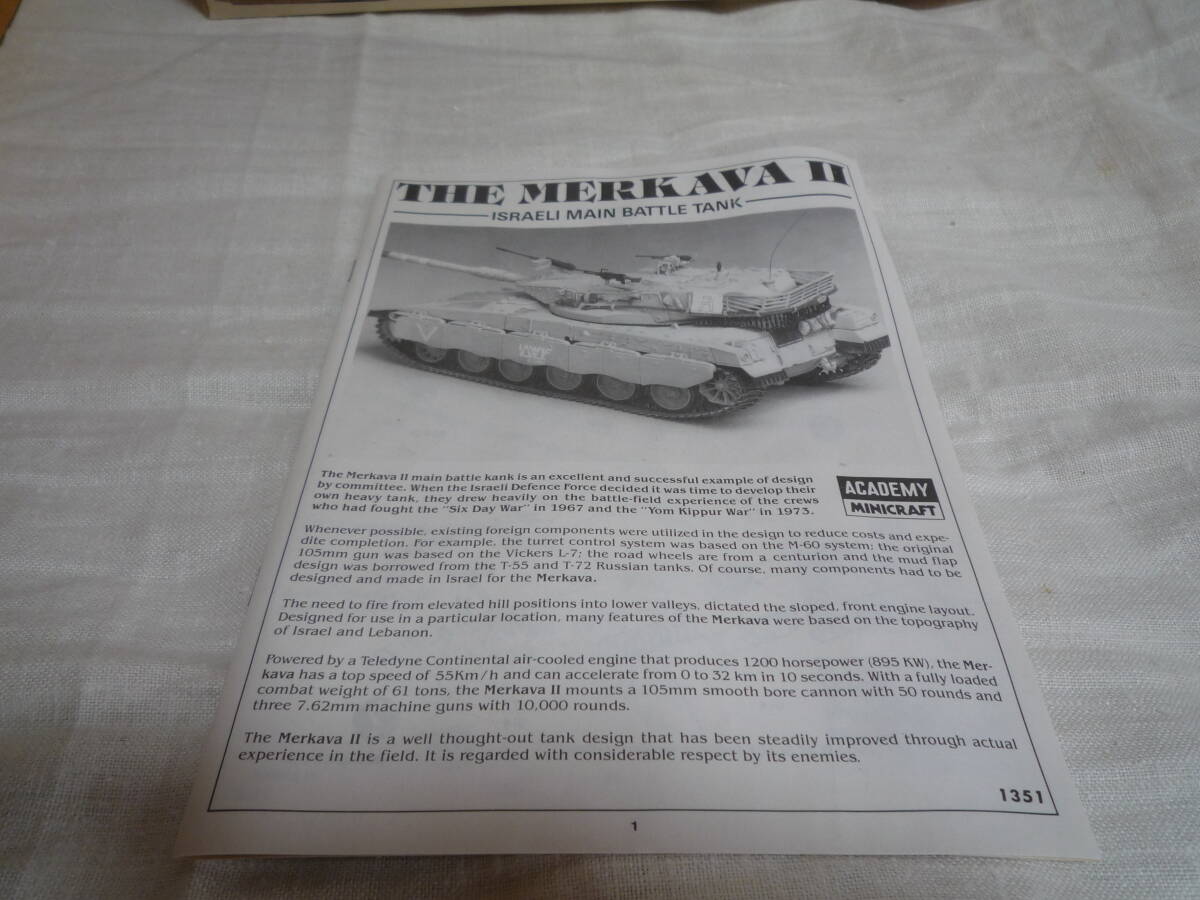 THE MERKAVA II
ISRAELI MAIN BATTLE TANK
The Merkava II main battle kank is an excellent and successful example of design
by committee. When the Israeli Defence Force decided it was time to develop their
own heavy tank, they drew heavily on the battle-field experience of the crews
who had fought the "Six Day War" in 1967 and the "Yom Kippur War" in 1973.
ACADEMY
MINICRAFT
Whenever possible, existing foreign components were utilized in the design to reduce costs and expe-
dite completion. For example, the turret control system was based on the M-60 system; the original
105mm gun was based on the Vickers L-7; the road wheels are from a centurion and the mud flap
design was borrowed from the T-55 and T-72 Russian tanks. Of course, many components had to be
designed and made in Israel for the Merkava.
The need to fire from elevated hill positions into lower valleys, dictated the sloped, front engine layout.
Designed for use in a particular location, many features of the Merkava were based on the topography
of Israel and Lebanon.
Powered by a Teledyne Continental air-cooled engine that produces 1200 horsepower (895 KW), the Mer-
kava has a top speed of 55Km/h and can accelerate from 0 to 32 km in 10 seconds. With a fully loaded
combat weight of 61 tons, the Merkava II mounts a 105mm smooth bore cannon with 50 rounds and
three 7.62mm machine guns with 10,000 rounds.
The Merkava II is a well thought-out tank design that has been steadily improved through actual
experience in the field. It is regarded with considerable respect by its enemies.
1351
1